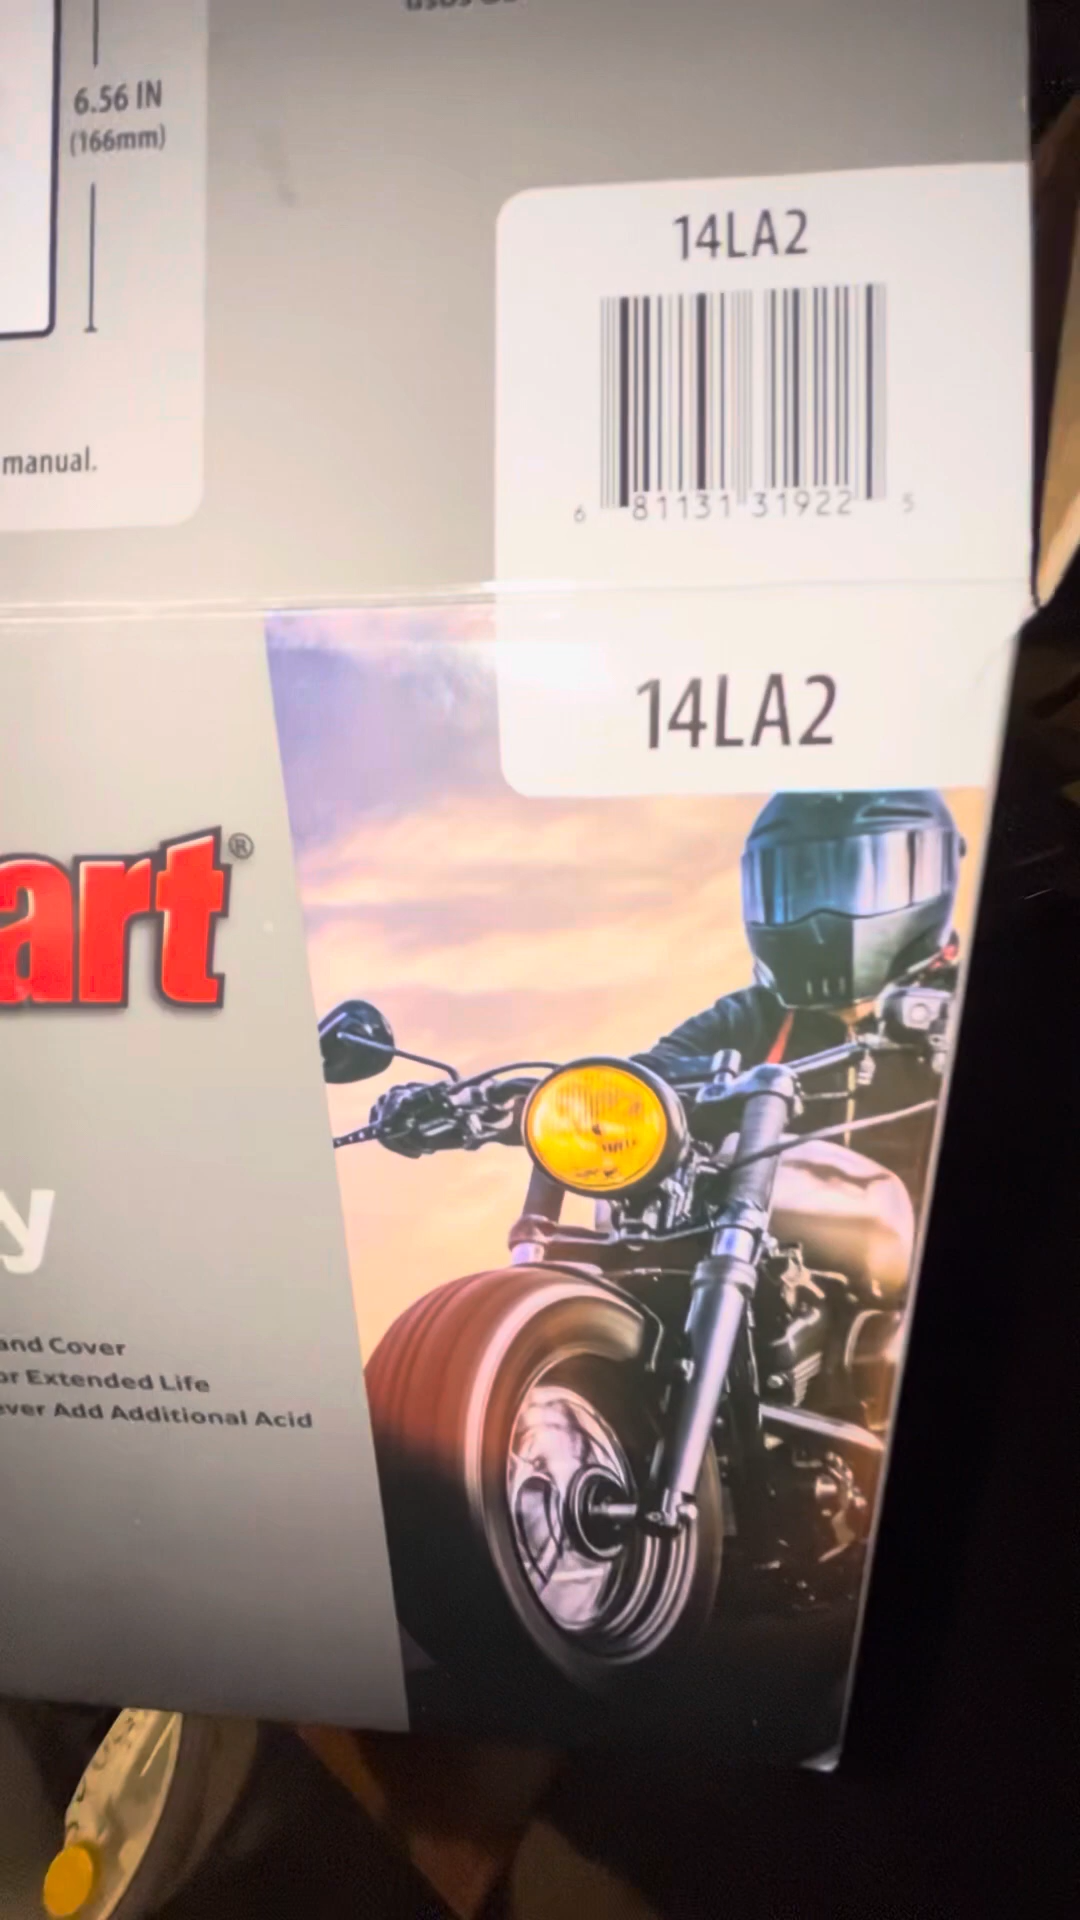 6.56 IN
(166mm)
14LA2
6 81131 31922 5
manual.
14LA2
art®
y
and Cover
or Extended Life
ever Add Additional Acid